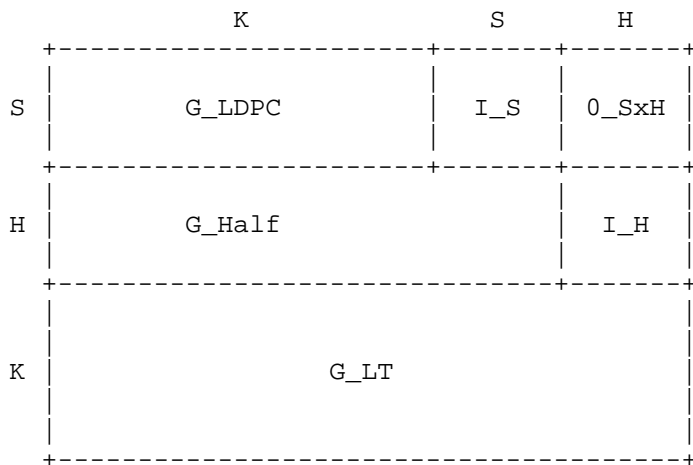 K S H
S G_LDPC I_S 0_SxH
H G_Half I_H
K G_LT